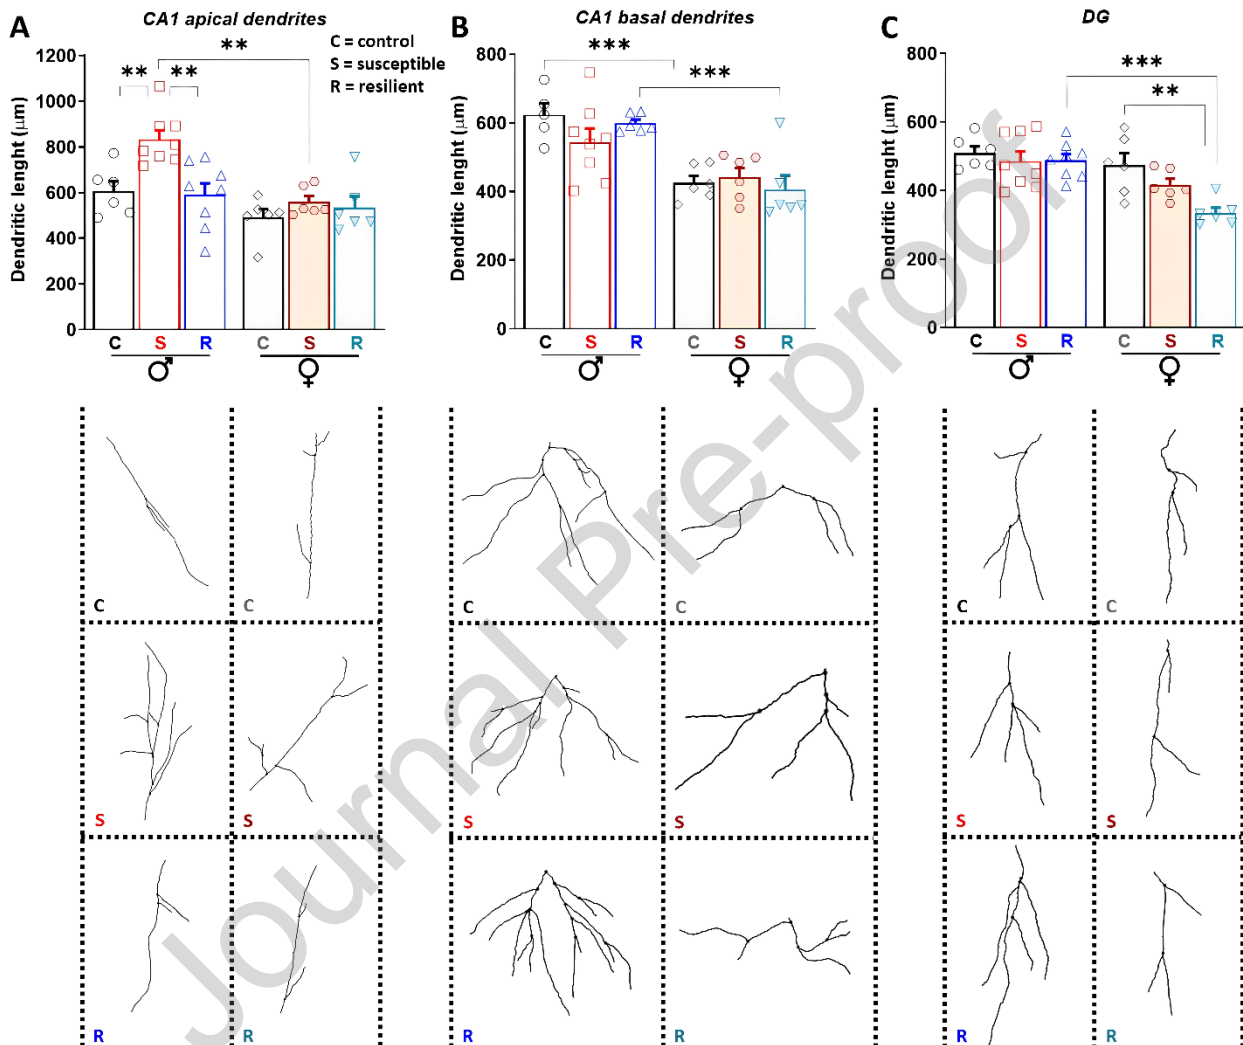 A
CA1 apical dendrites
Dendritic lenght (μm)
1200
1000
800
600
400
200
0
**
**
**
C = control
S = susceptible
R = resilient
C S R C S R
♂ ♀
B
CA1 basal dendrites
Dendritic lenght (μm)
800
600
400
200
0
***
***
C S R C S R
♂ ♀
C
DG
Dendritic lenght (μm)
800
600
400
200
0
***
**
C S R C S R
♂ ♀
C C C C C C
S S S S S S
R R R R R R
Journal Pre-proof